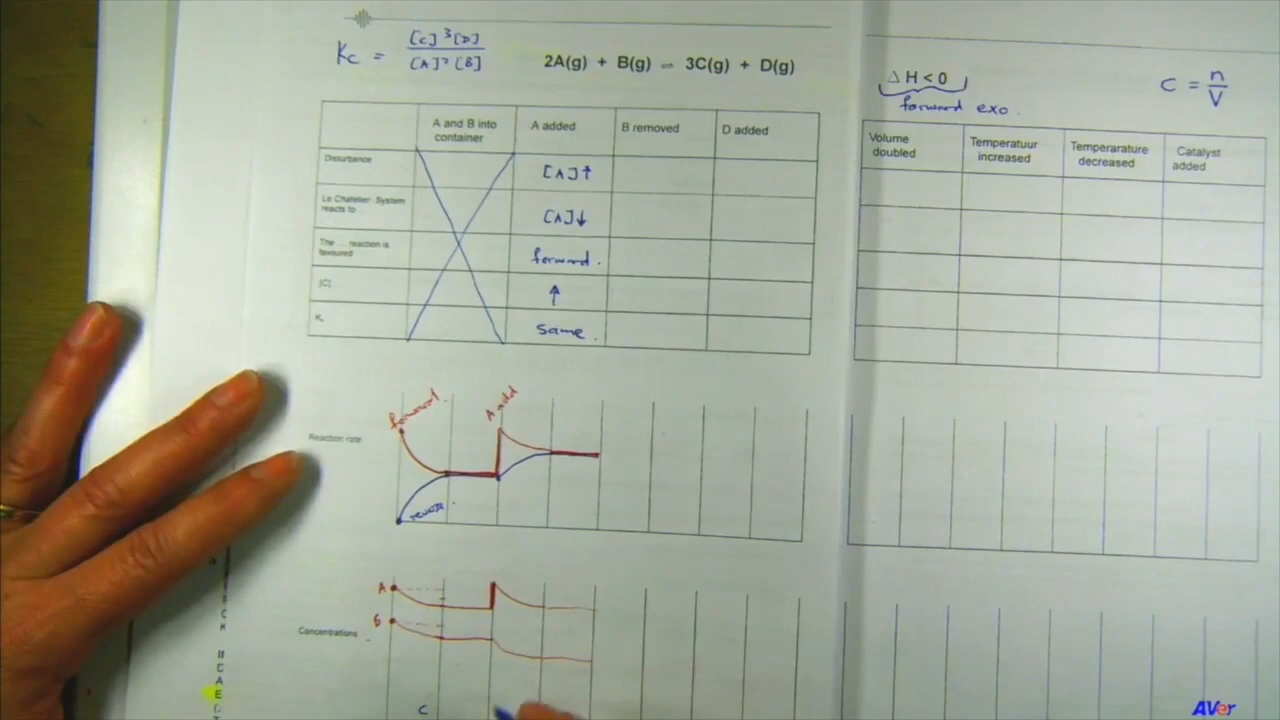 Kc = [C]³[D]
[A]²[B]
2A(g) + B(g) ⇌ 3C(g) + D(g)
ΔH<0
forward exo.
C = n
V
A and B into
container
A added
B removed
D added
Disturbance
[A]↑
Le Chatelier: System
reacts to ...
[A]↓
The ... reaction is
favoured
forward.
[C]
↑
Kc
same.
Volume
doubled
Temperatuur
increased
Temperarature
decreased
Catalyst
added
Reaction rate
forward.
A add
reverse.
Concentrations
A
B
C
AVer